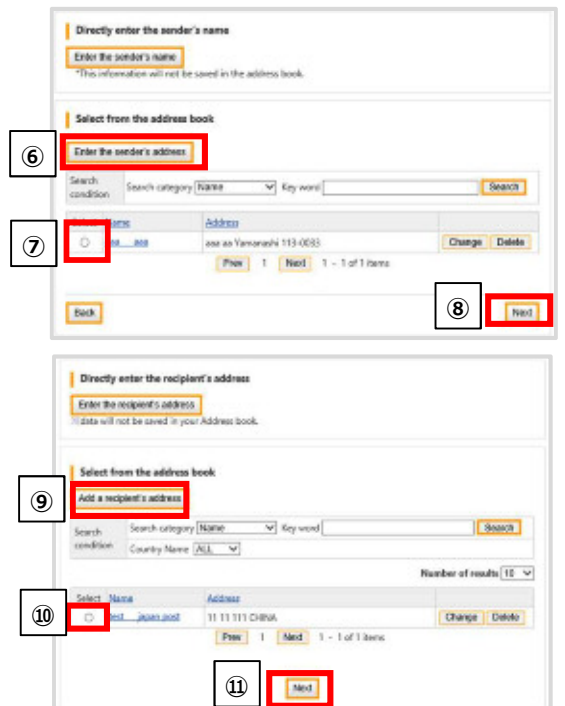 Directly enter the sender's name
Enter the sender's name
*This information will not be saved in the address book.
Select from the address book
⑥
Enter the sender's address
Search condition Search category Name Key word Search
Select Name Address
⑦
aa aaa aaa aa Yamanashi 113-0033 Change Delete
Prev 1 Next 1 - 1 of 1 items
Back ⑧ Next
Directly enter the recipient's address
Enter the recipient's address
data will not be saved in your Address book.
Select from the address book
⑨
Add a recipient's address
Search condition Search category Name Key word Search
Country Name ALL
Number of results 10
Select Name Address
⑩
test japan post 11 11 111 CHINA Change Delete
Prev 1 Next 1 - 1 of 1 items
⑪ Next